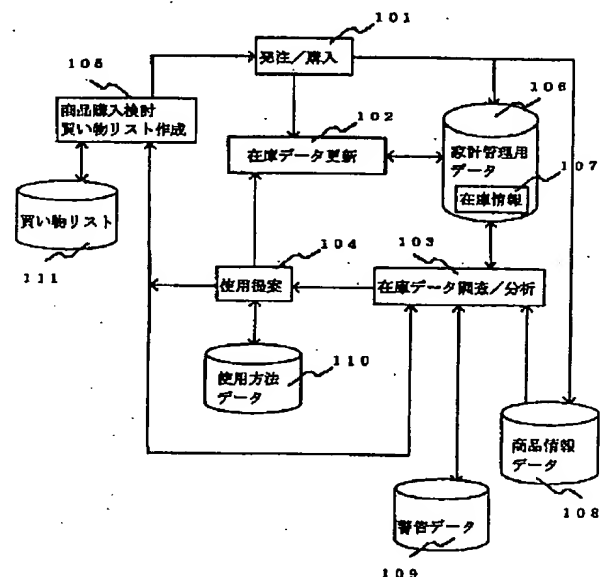 101
発注／購入
105
商品購入検討
買い物リスト作成
106
102
在庫データ更新
家計管理用
データ
107
在庫情報
買い物リスト
111
104
103
使用提案
在庫データ調査／分析
使用方法
データ
110
商品情報
データ
108
警告データ
109